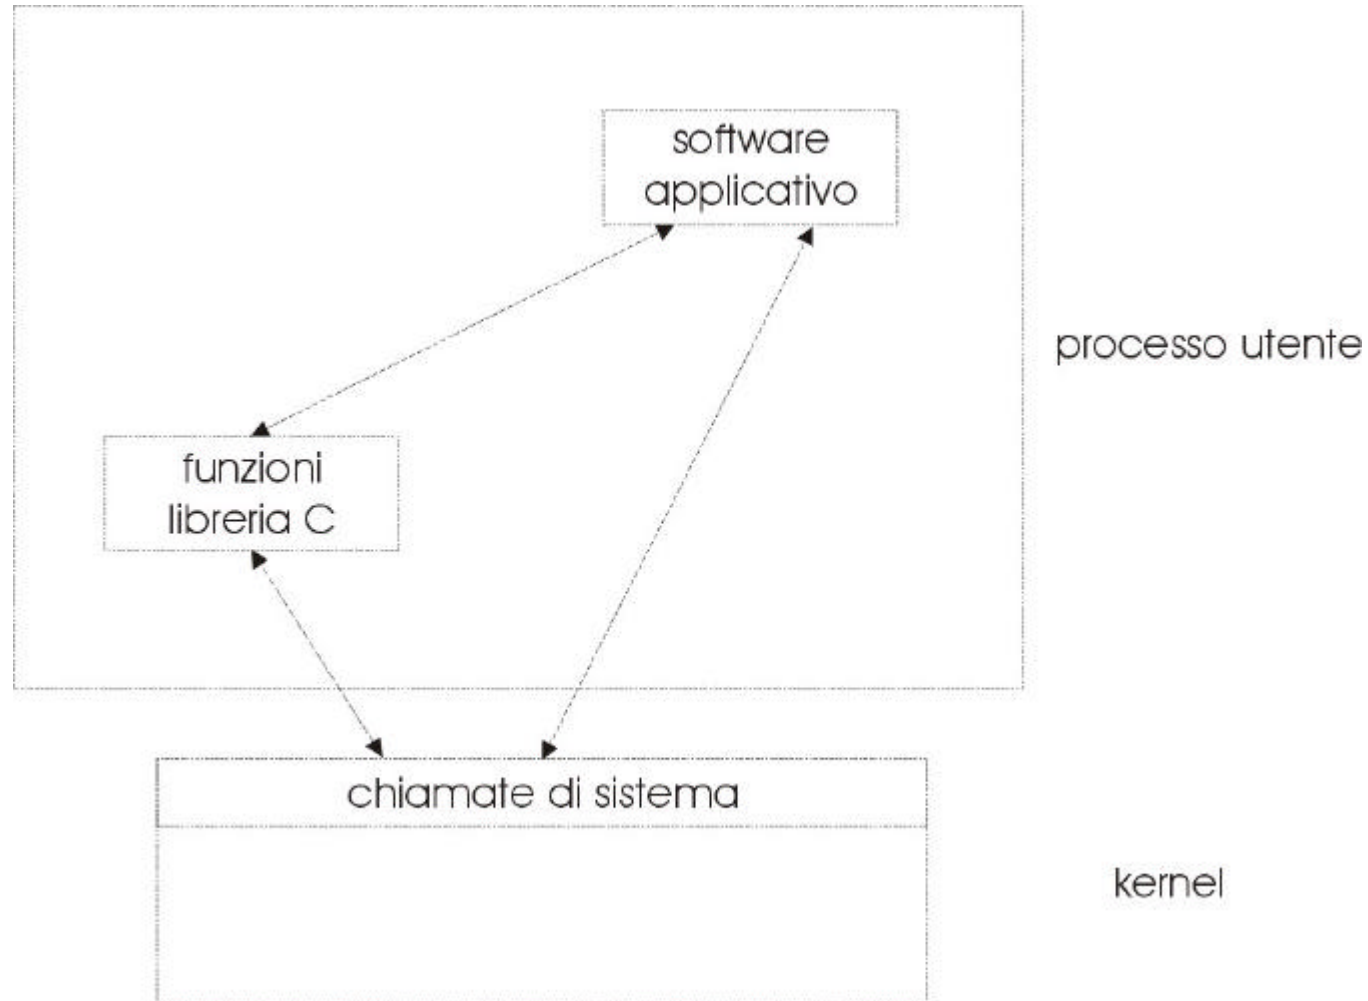 software
applicativo
processo utente
funzioni
libreria C
chiamate di sistema
kernel